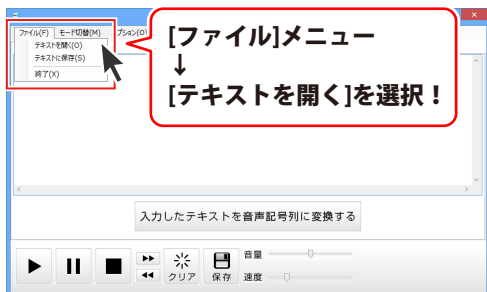 ファイル(F) モード切替(M) プション(O)
テキストを開く(O)
テキストに保存(S)
終了(X)
[ファイル]メニュー
↓
[テキストを開く]を選択！
入力したテキストを音声記号列に変換する
クリア
保存
音量
速度